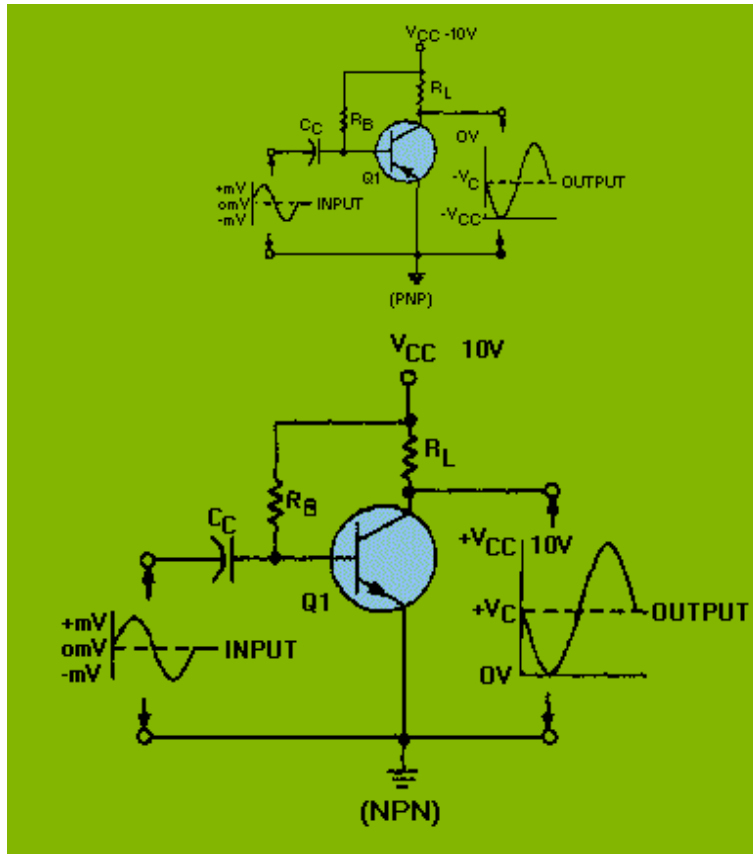 VCC -10V
RL
RB
CC
Q1
+mV
omV
-mV
INPUT
0V
-VC
-VCC
OUTPUT
(PNP)
VCC 10V
RL
RB
CC
Q1
+mV
omV
-mV
INPUT
+VCC 10V
+VC
0V
OUTPUT
(NPN)